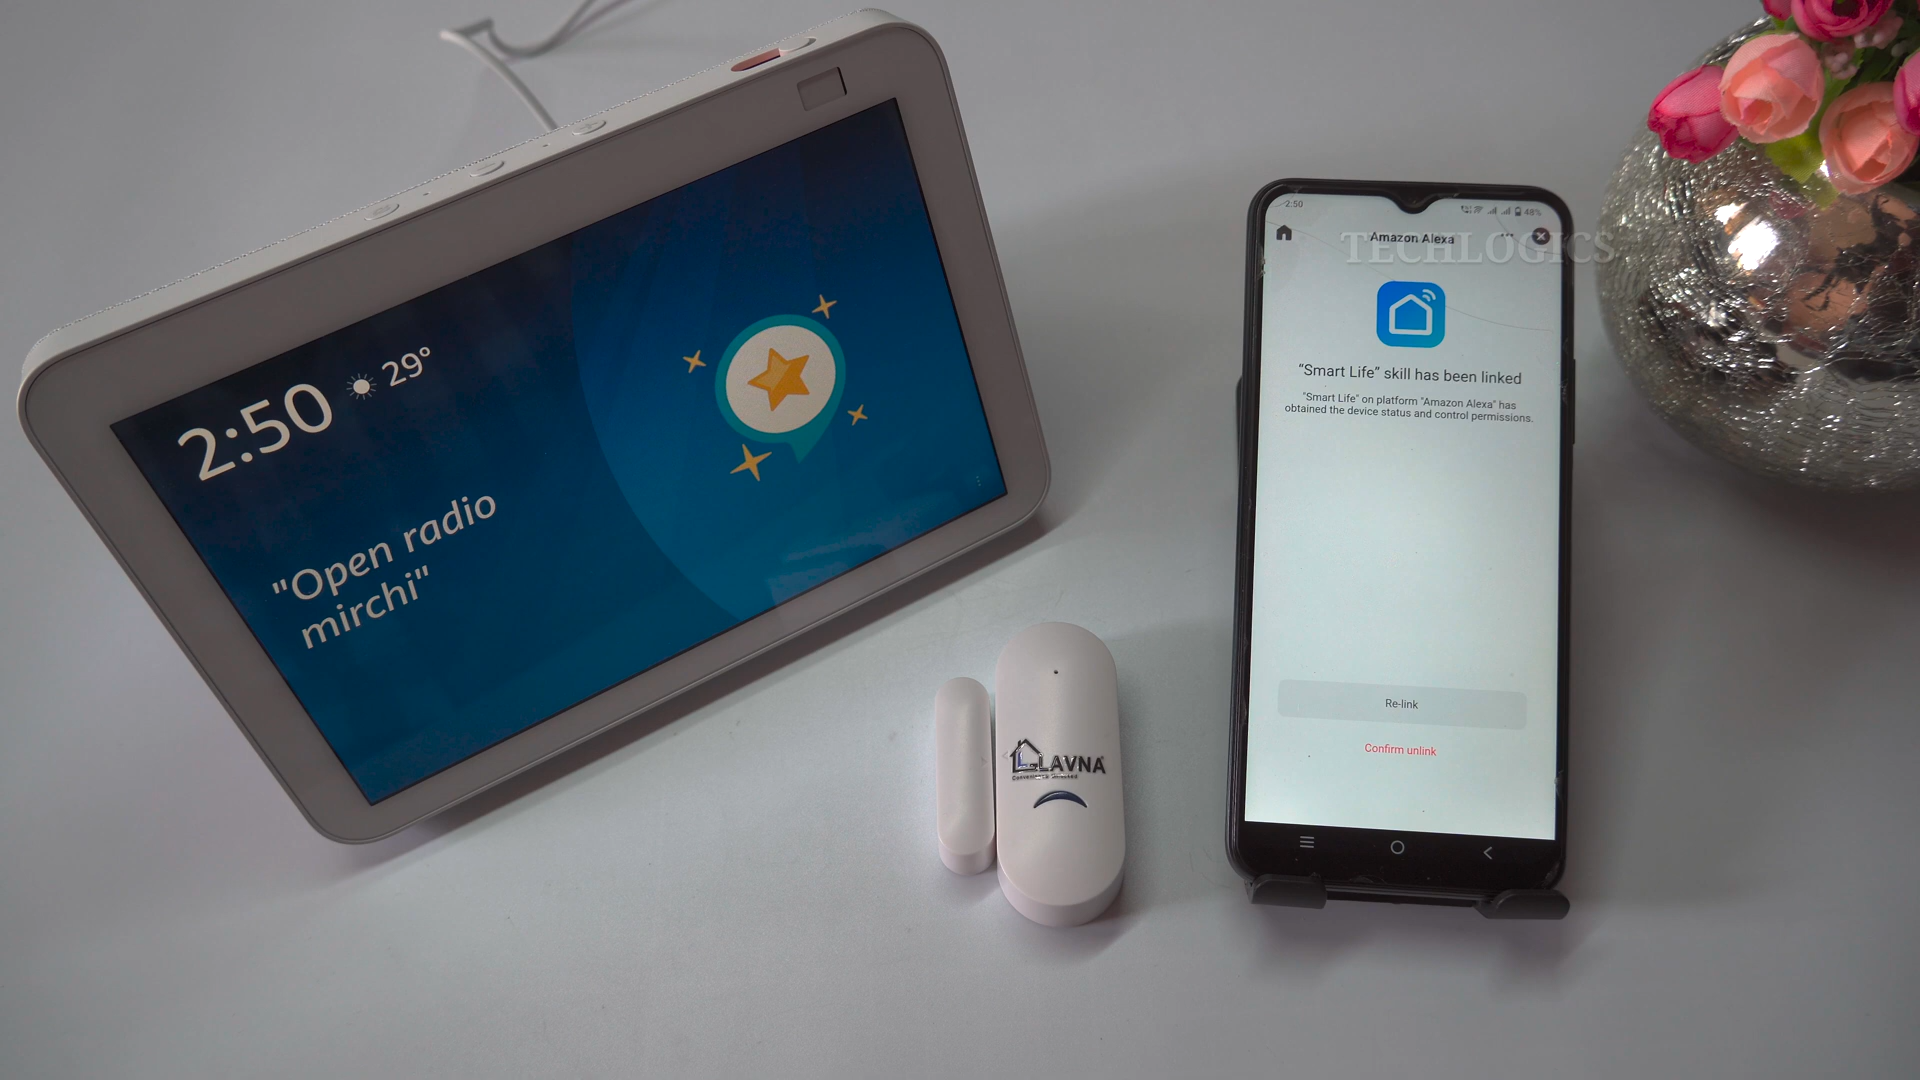 2:50 29°
"Open radio
mirchi"
LAVNA
2:50
48%
Amazon Alexa
TECHLOGICS
“Smart Life” skill has been linked
"Smart Life" on platform "Amazon Alexa" has
obtained the device status and control permissions.
Re-link
Confirm unlink